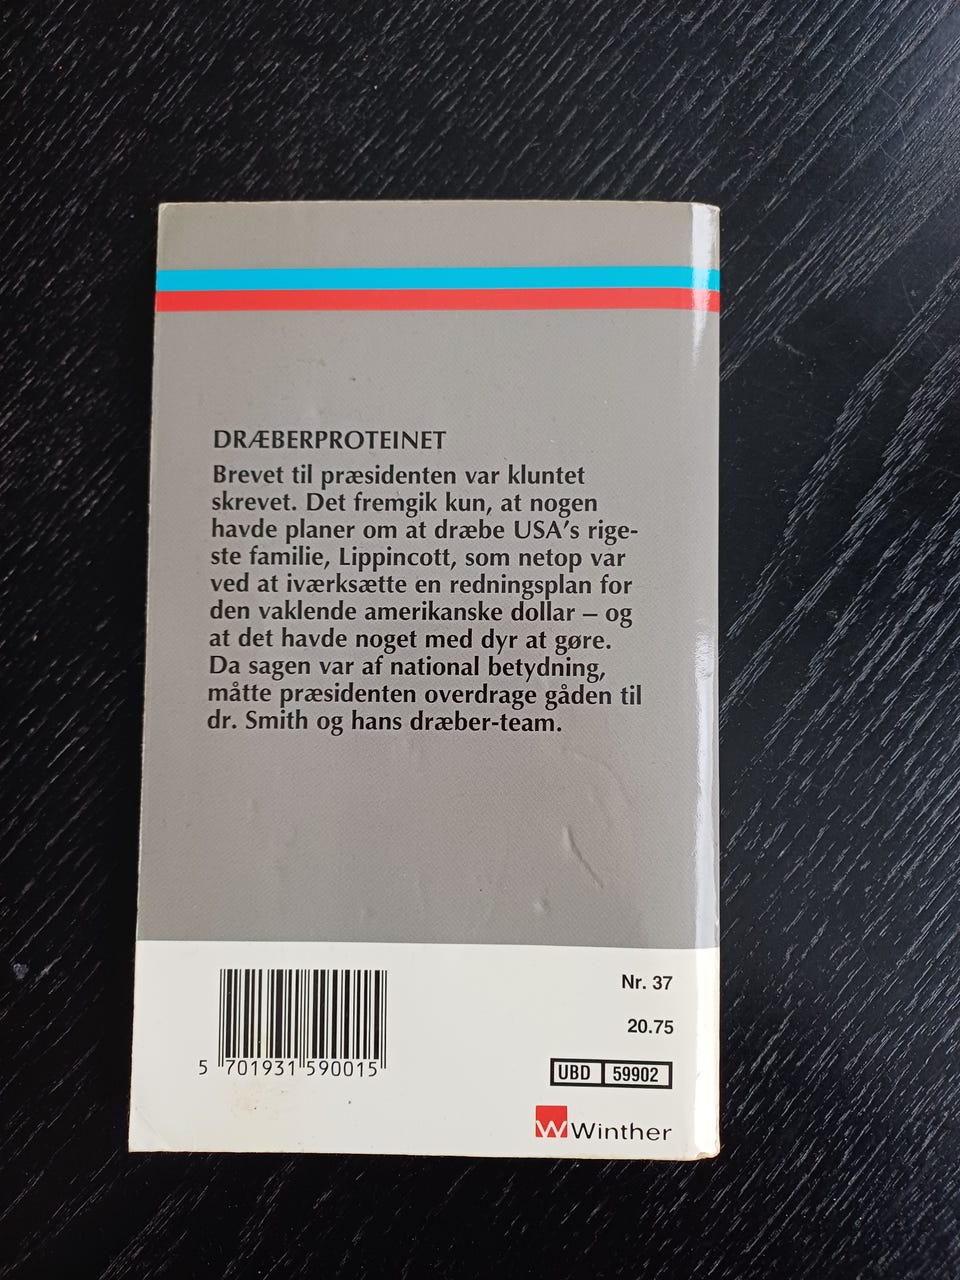 DRÆBERPROTEINET
Brevet til præsidenten var kluntet
skrevet. Det fremgik kun, at nogen
havde planer om at dræbe USA's rige-
ste familie, Lippincott, som netop var
ved at iværksætte en redningsplan for
den vaklende amerikanske dollar – og
at det havde noget med dyr at gøre.
Da sagen var af national betydning,
måtte præsidenten overdrage gåden til
dr. Smith og hans dræber-team.
Nr. 37
20.75
5 701931 590015
UBD 59902
W Winther